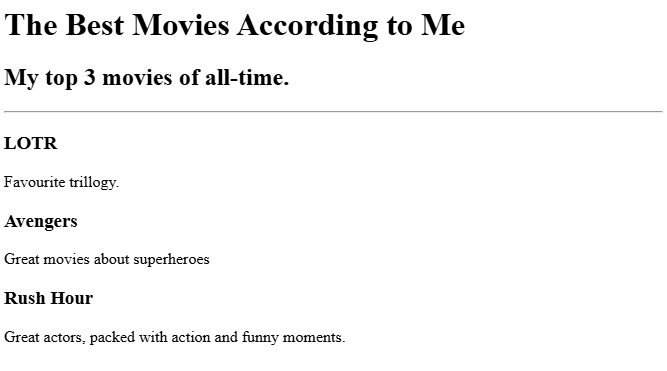 The Best Movies According to Me
My top 3 movies of all-time.
LOTR
Favourite trillogy.
Avengers
Great movies about superheroes
Rush Hour
Great actors, packed with action and funny moments.